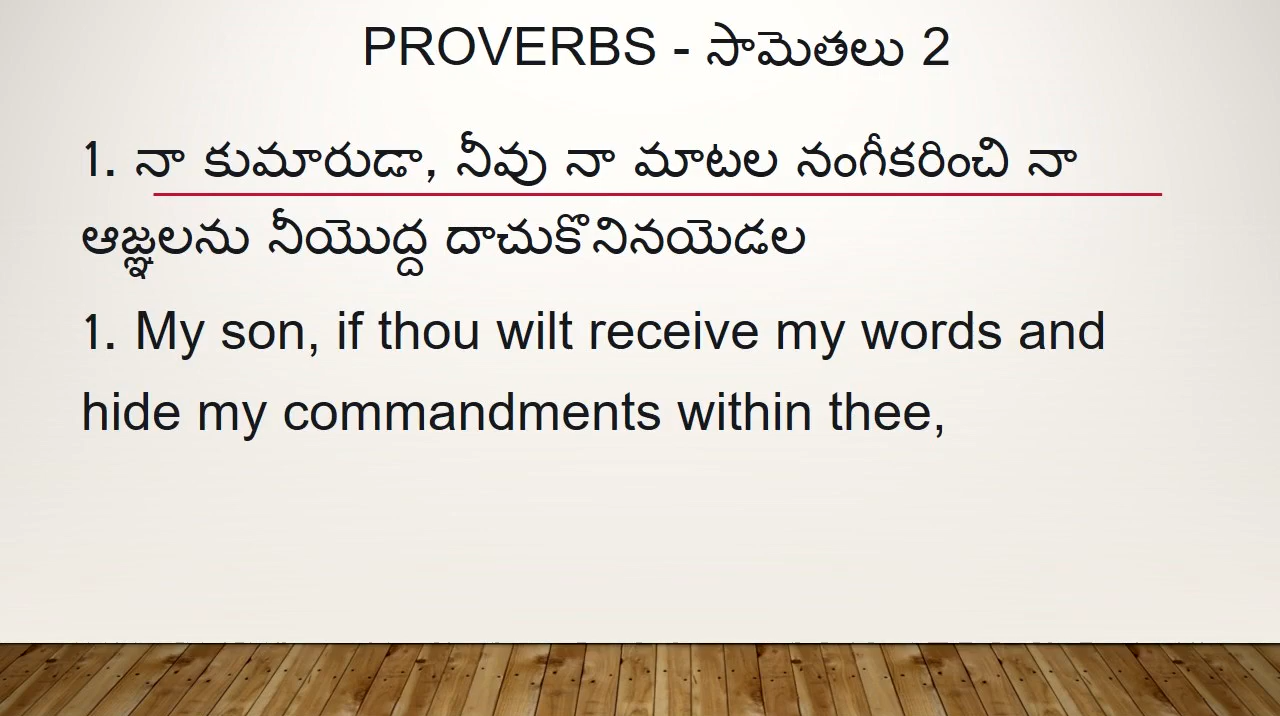 PROVERBS - సామెతలు 2
1. నా కుమారుడా, నీవు నా మాటల నంగీకరించి నా
ఆజ్ఞలను నీయొద్ద దాచుకొనినయెడల
1. My son, if thou wilt receive my words and
hide my commandments within thee,